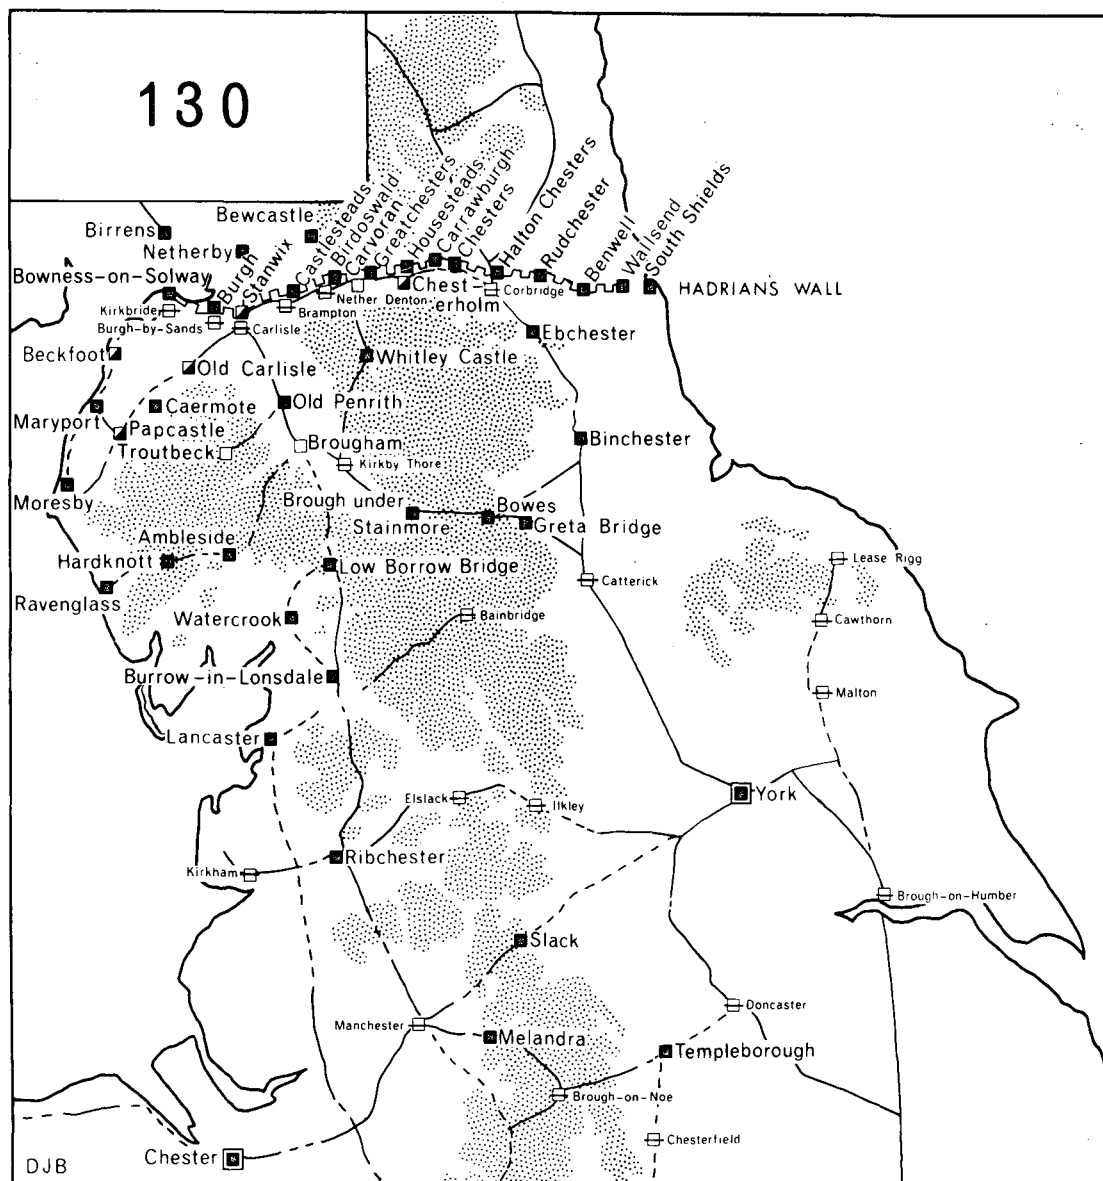 130
Birrens
Bewcastle
Netherby
Bowness-on-Solway
Burgh
Stanwix
Castlesteads
Birdoswald
Carvoran
Greatchesters
Housesteads
Carrawburgh
Chesters
Halton Chesters
Rudchester
Benwell
Wallsend
South Shields
HADRIANS WALL
Kirkbride
Burgh-by-Sands
Carlisle
Brampton
Nether Denton
Chest-
erholm
Corbridge
Ebchester
Beckfoot
Old Carlisle
Whitley Castle
Maryport
Caermote
Papcastle
Old Penrith
Troutbeck
Brougham
Kirkby Thore
Binchester
Moresby
Brough under
Stainmore
Bowes
Greta Bridge
Ambleside
Hardknott
Ravenglass
Low Borrow Bridge
Catterick
Lease Rigg
Watercrook
Bainbridge
Cawthorn
Burrow-in-Lonsdale
Malton
Lancaster
Elslack
Ilkley
York
Kirkham
Ribchester
Brough-on-Humber
Slack
Manchester
Melandra
Doncaster
Templeborough
Brough-on-Noe
Chesterfield
Chester
DJB